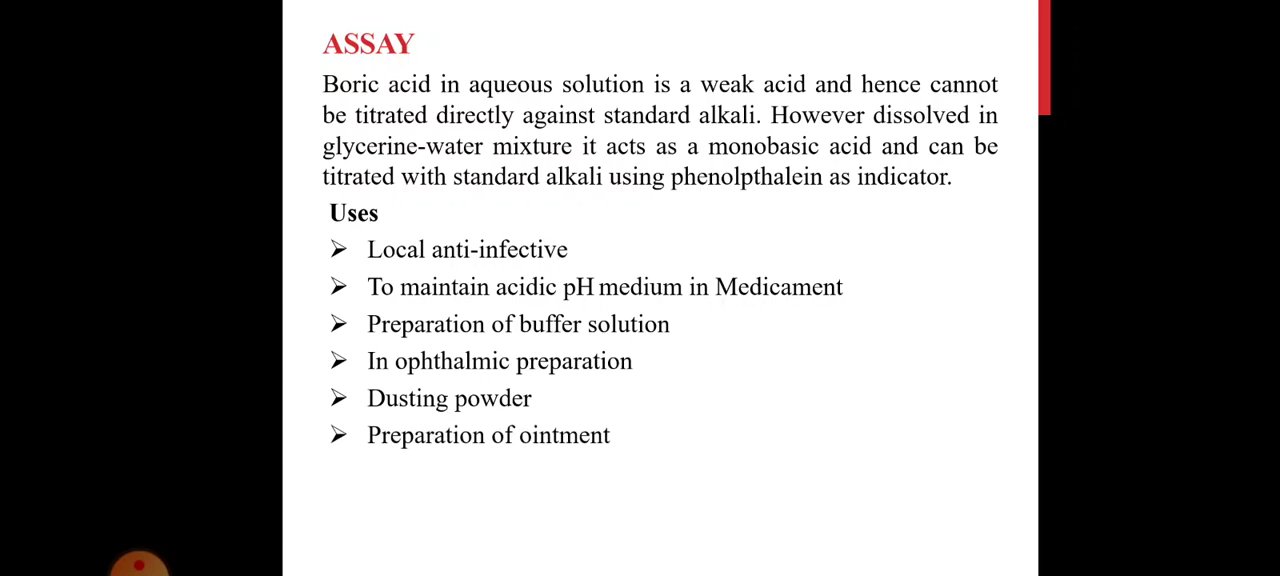 ASSAY
Boric acid in aqueous solution is a weak acid and hence cannot
be titrated directly against standard alkali. However dissolved in
glycerine-water mixture it acts as a monobasic acid and can be
titrated with standard alkali using phenolpthalein as indicator.
Uses
➢ Local anti-infective
➢ To maintain acidic pH medium in Medicament
➢ Preparation of buffer solution
➢ In ophthalmic preparation
➢ Dusting powder
➢ Preparation of ointment